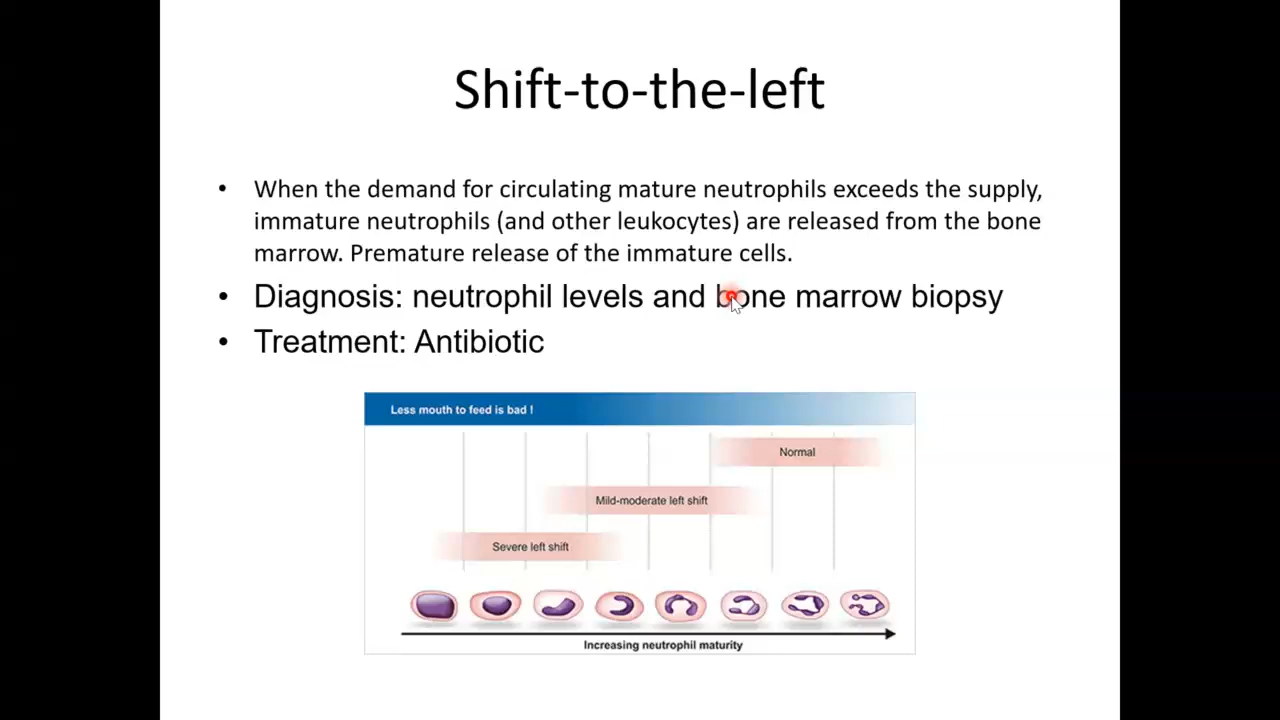 Shift-to-the-left
• When the demand for circulating mature neutrophils exceeds the supply,
immature neutrophils (and other leukocytes) are released from the bone
marrow. Premature release of the immature cells.
• Diagnosis: neutrophil levels and bone marrow biopsy
• Treatment: Antibiotic
Less mouth to feed is bad !
Normal
Mild-moderate left shift
Severe left shift
Increasing neutrophil maturity